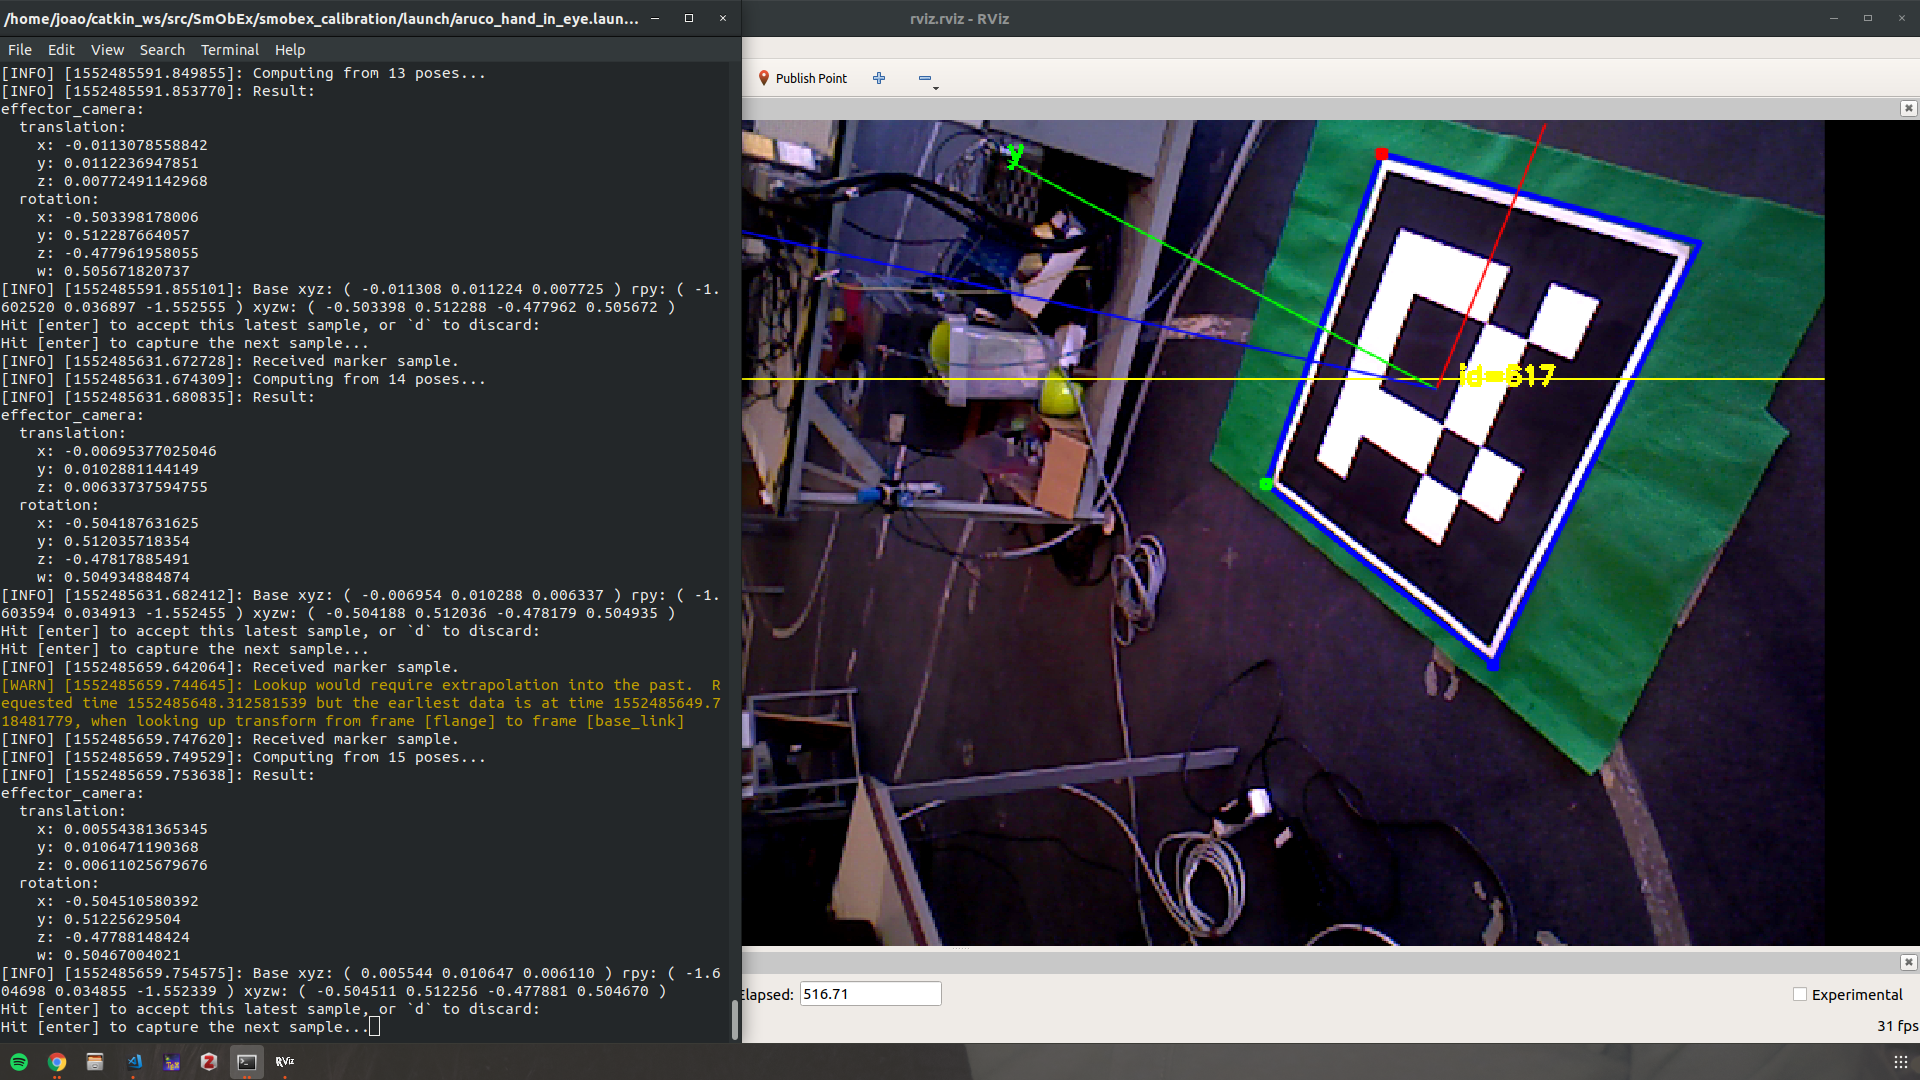 /home/joao/catkin_ws/src/SmObEx/smobex_calibration/launch/aruco_hand_in_eye.laun...
File Edit View Search Terminal Help
[INFO] [1552485591.849855]: Computing from 13 poses...
[INFO] [1552485591.853770]: Result:
effector_camera:
translation:
x: -0.0113078558842
y: 0.0112236947851
z: 0.00772491142968
rotation:
x: -0.503398178006
y: 0.512287664057
z: -0.477961958055
w: 0.505671820737
[INFO] [1552485591.855101]: Base xyz: ( -0.011308 0.011224 0.007725 ) rpy: ( -1.
602520 0.036897 -1.552555 ) xyzw: ( -0.503398 0.512288 -0.477962 0.505672 )
Hit [enter] to accept this latest sample, or `d` to discard:
Hit [enter] to capture the next sample...
[INFO] [1552485631.672728]: Received marker sample.
[INFO] [1552485631.674309]: Computing from 14 poses...
[INFO] [1552485631.680835]: Result:
effector_camera:
translation:
x: -0.00695377025046
y: 0.0102881144149
z: 0.00633737594755
rotation:
x: -0.504187631625
y: 0.512035718354
z: -0.47817885491
w: 0.504934884874
[INFO] [1552485631.682412]: Base xyz: ( -0.006954 0.010288 0.006337 ) rpy: ( -1.
603594 0.034913 -1.552455 ) xyzw: ( -0.504188 0.512036 -0.478179 0.504935 )
Hit [enter] to accept this latest sample, or `d` to discard:
Hit [enter] to capture the next sample...
[INFO] [1552485659.642064]: Received marker sample.
[WARN] [1552485659.744645]: Lookup would require extrapolation into the past.  R
equested time 1552485648.312581539 but the earliest data is at time 1552485649.7
18481779, when looking up transform from frame [flange] to frame [base_link]
[INFO] [1552485659.747620]: Received marker sample.
[INFO] [1552485659.749529]: Computing from 15 poses...
[INFO] [1552485659.753638]: Result:
effector_camera:
translation:
x: 0.00554381365345
y: 0.0106471190368
z: 0.00611025679676
rotation:
x: -0.504510580392
y: 0.51225629504
z: -0.47788148424
w: 0.50467004021
[INFO] [1552485659.754575]: Base xyz: ( 0.005544 0.010647 0.006110 ) rpy: ( -1.6
04698 0.034855 -1.552339 ) xyzw: ( -0.504511 0.512256 -0.477881 0.504670 )
Hit [enter] to accept this latest sample, or `d` to discard:
Hit [enter] to capture the next sample...
rviz.rviz - RViz
Publish Point
y
id=617
Elapsed: 516.71
Experimental
31 fps
RViz